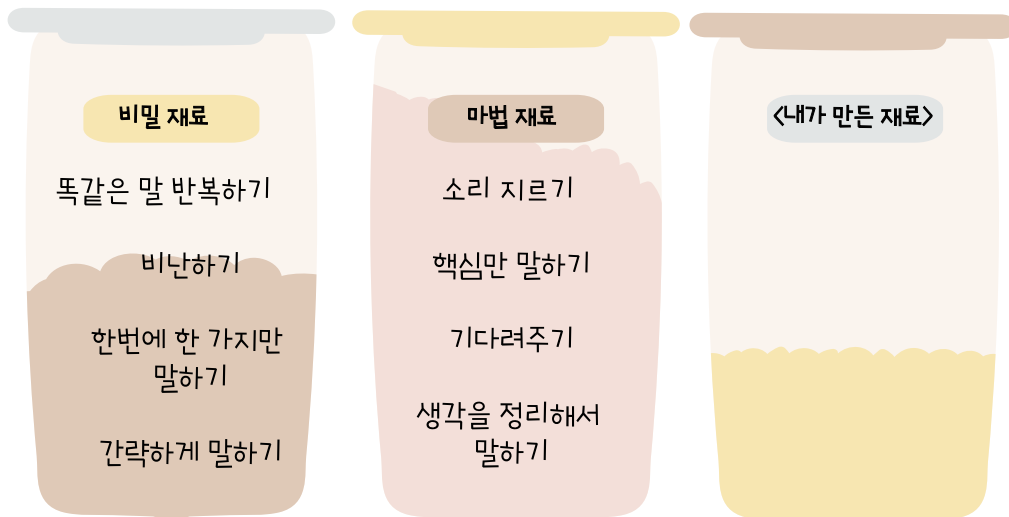 비밀 재료
똑같은 말 반복하기
비난하기
한번에 한 가지만
말하기
간략하게 말하기
마법 재료
소리 지르기
핵심만 말하기
기다려주기
생각을 정리해서
말하기
<내가 만든 재료>